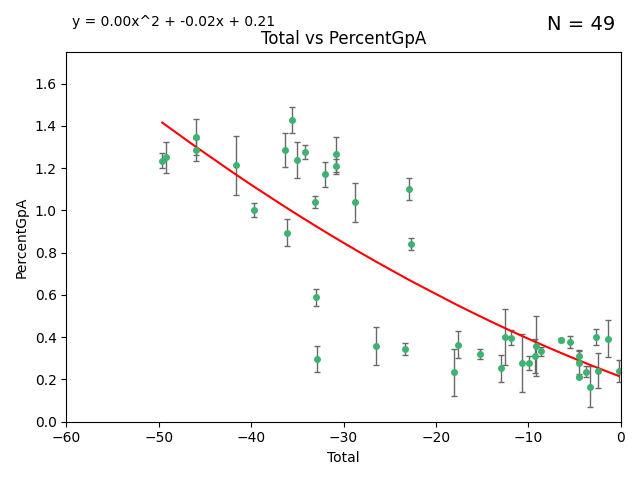 y = 0.00x^2 + -0.02x + 0.21
N = 49
Total vs PercentGpA
PercentGpA
1.6
1.4
1.2
1.0
0.8
0.6
0.4
0.2
0.0
−60 −50 −40 −30 −20 −10 0
Total